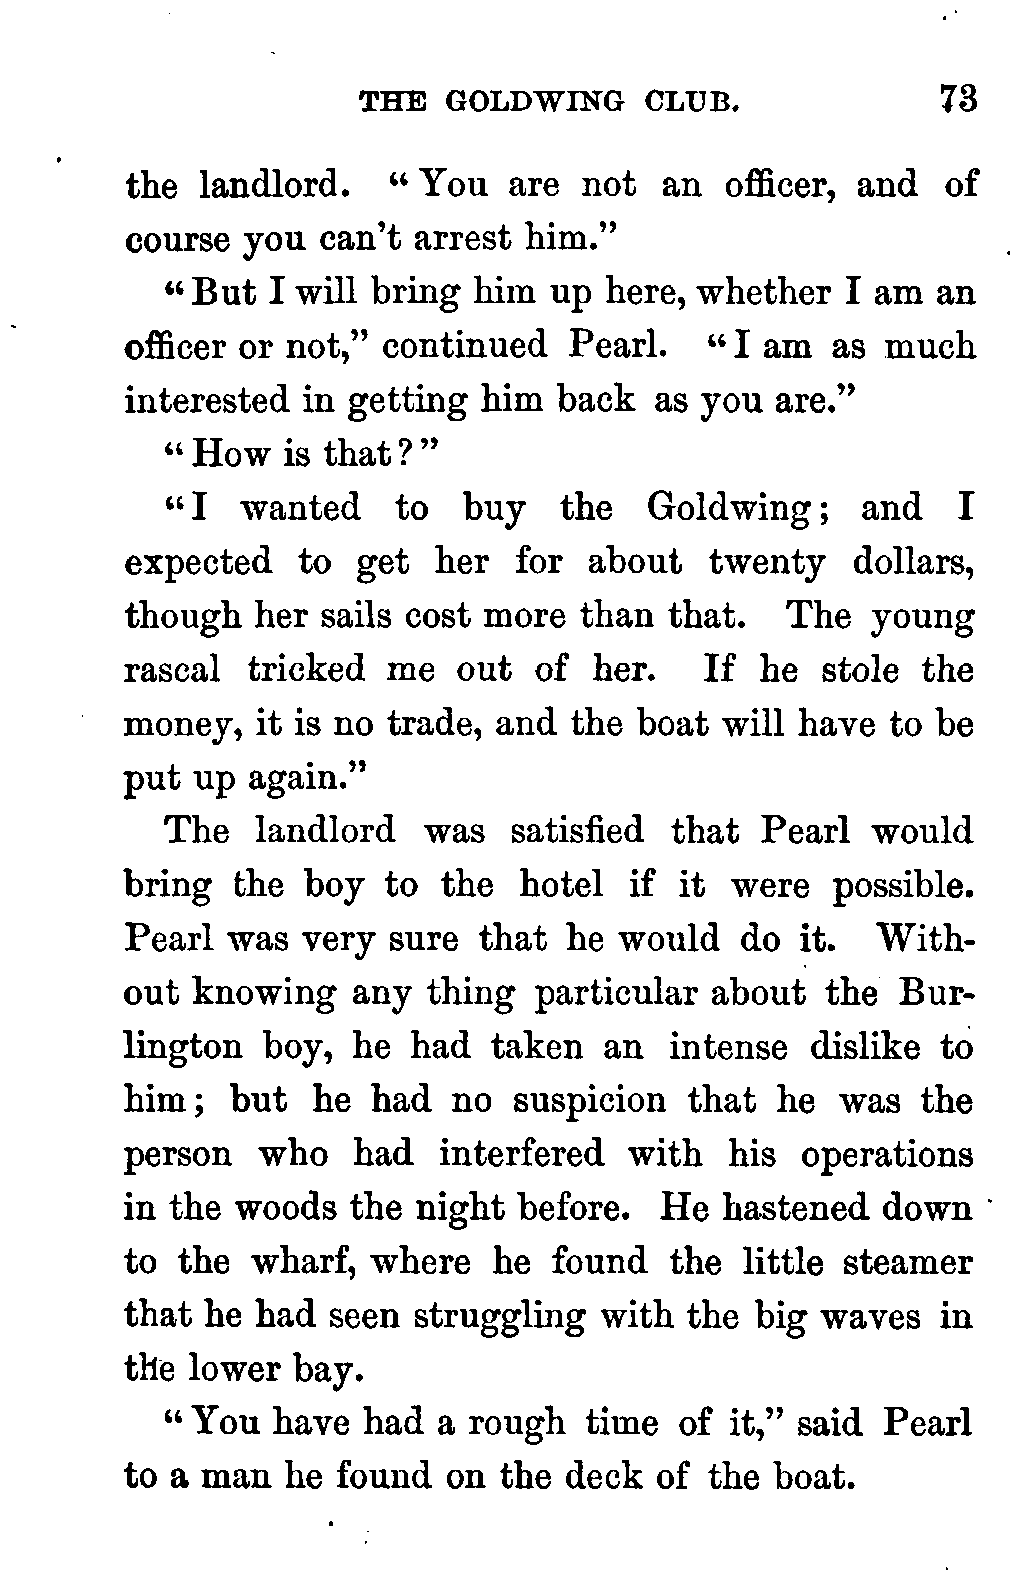 THE GOLDWING CLUB. 73
the landlord. “You are not an officer, and of
course you can’t arrest him.”
“But I will bring him up here, whether I am an
officer or not,” continued Pearl. “I am as much
interested in getting him back as you are.”
“How is that?”
“I wanted to buy the Goldwing; and I
expected to get her for about twenty dollars,
though her sails cost more than that. The young
rascal tricked me out of her. If he stole the
money, it is no trade, and the boat will have to be
put up again.”
The landlord was satisfied that Pearl would
bring the boy to the hotel if it were possible.
Pearl was very sure that he would do it. With-
out knowing any thing particular about the Bur-
lington boy, he had taken an intense dislike to
him; but he had no suspicion that he was the
person who had interfered with his operations
in the woods the night before. He hastened down
to the wharf, where he found the little steamer
that he had seen struggling with the big waves in
the lower bay.
“You have had a rough time of it,” said Pearl
to a man he found on the deck of the boat.